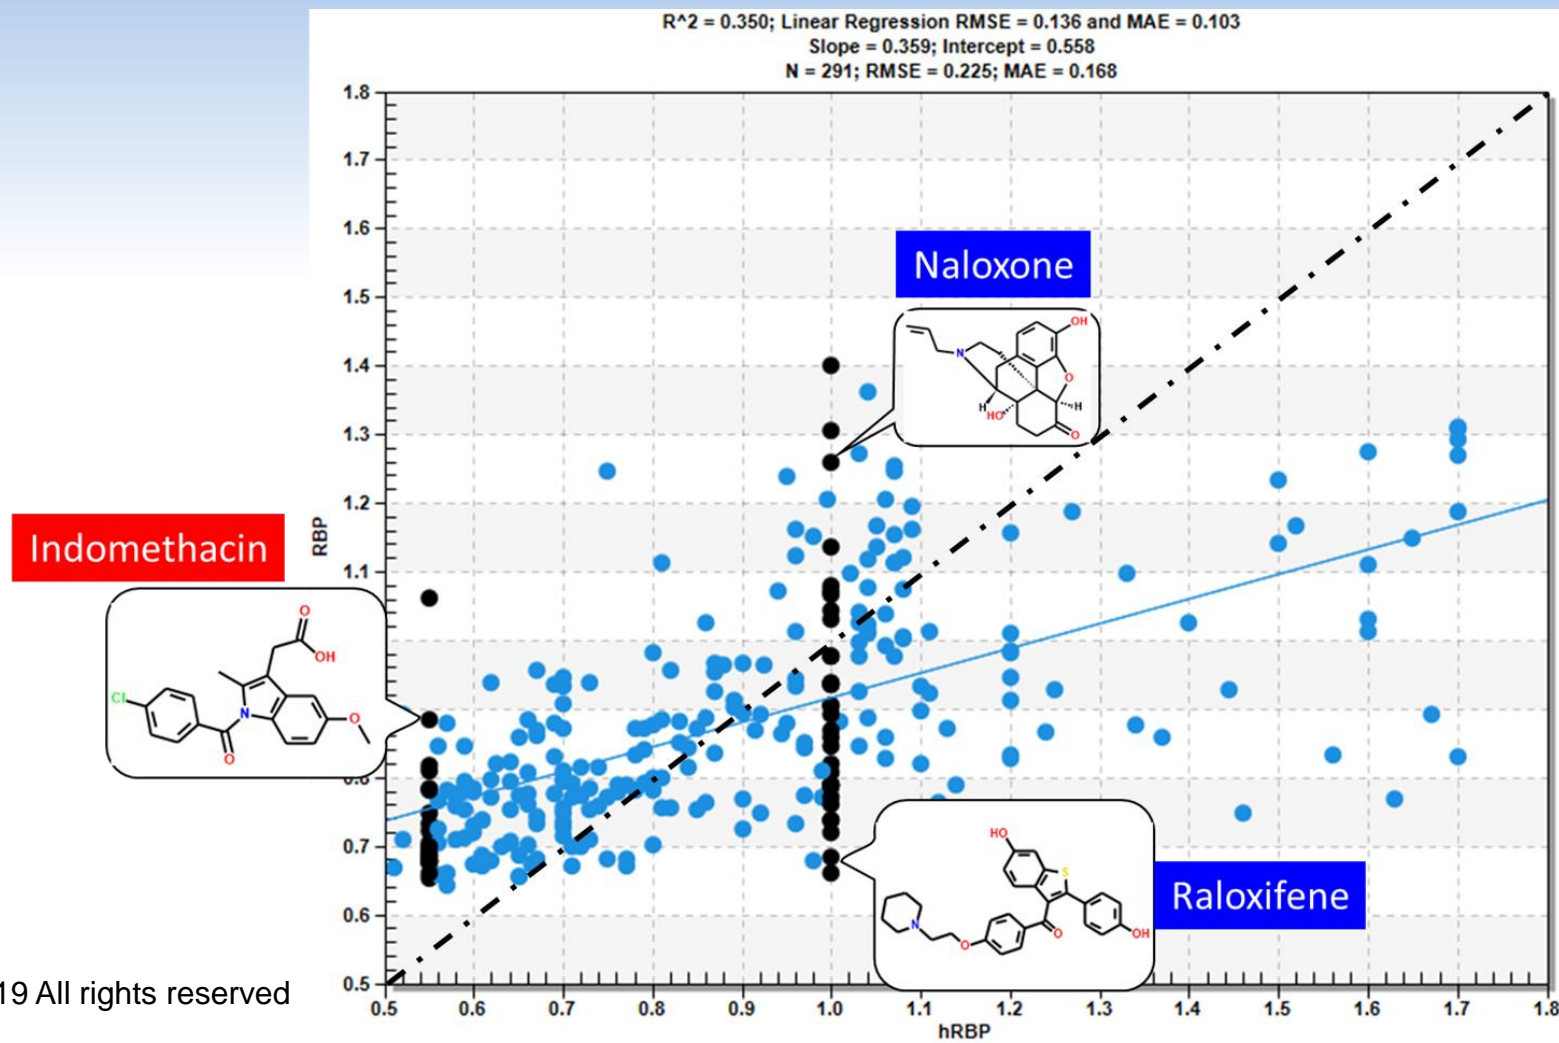 R^2 = 0.350; Linear Regression RMSE = 0.136 and MAE = 0.103
Slope = 0.359; Intercept = 0.558
N = 291; RMSE = 0.225; MAE = 0.168
1.8
1.7
1.6
1.5
1.4
1.3
1.2
1.1
0.7
0.6
0.5
RBP
Naloxone
OH
N
O
H
H
HO
O
Indomethacin
O
OH
Cl
N
O
O
HO
S
N
O
O
OH
Raloxifene
0.5 0.6 0.7 0.8 0.9 1.0 1.1 1.2 1.3 1.4 1.5 1.6 1.7 1.8
hRBP
19 All rights reserved